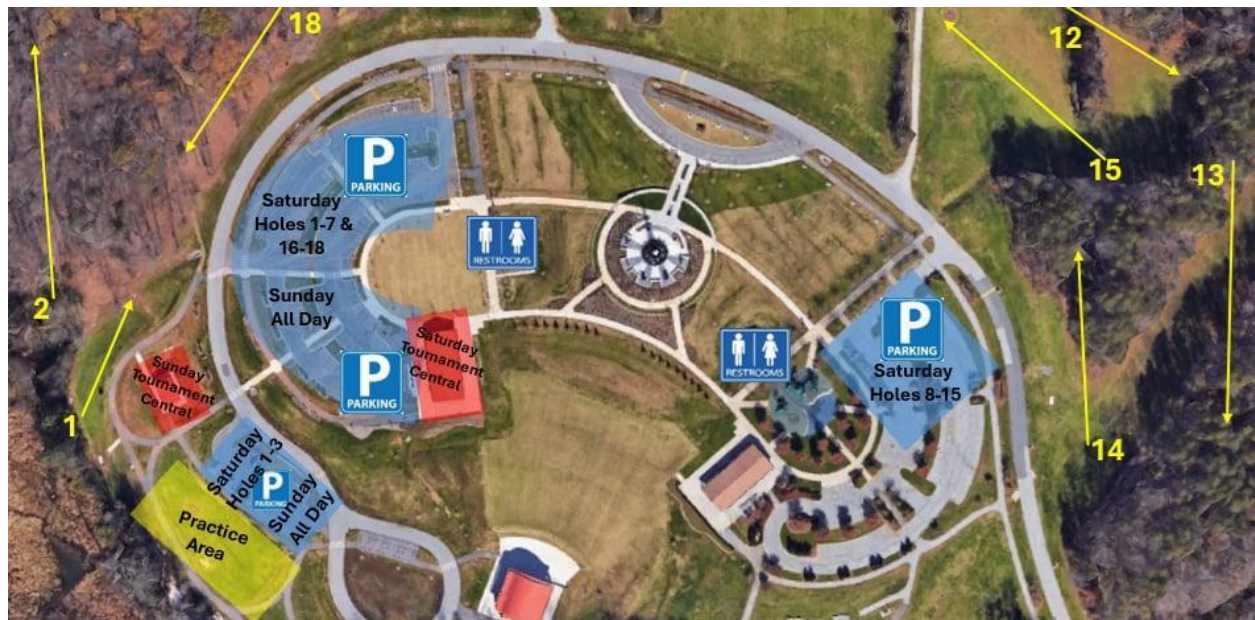 18
12
P
PARKING
15
13
Saturday
Holes 1-7 &
16-18
RESTROOMS
2
Sunday
All Day
P
PARKING
Saturday
Holes 8-15
Saturday
Tournament
Central
RESTROOMS
Sunday
Tournament
Central
P
PARKING
1
14
Saturday
Holes 1-3
P
Sunday
All Day
Practice
Area